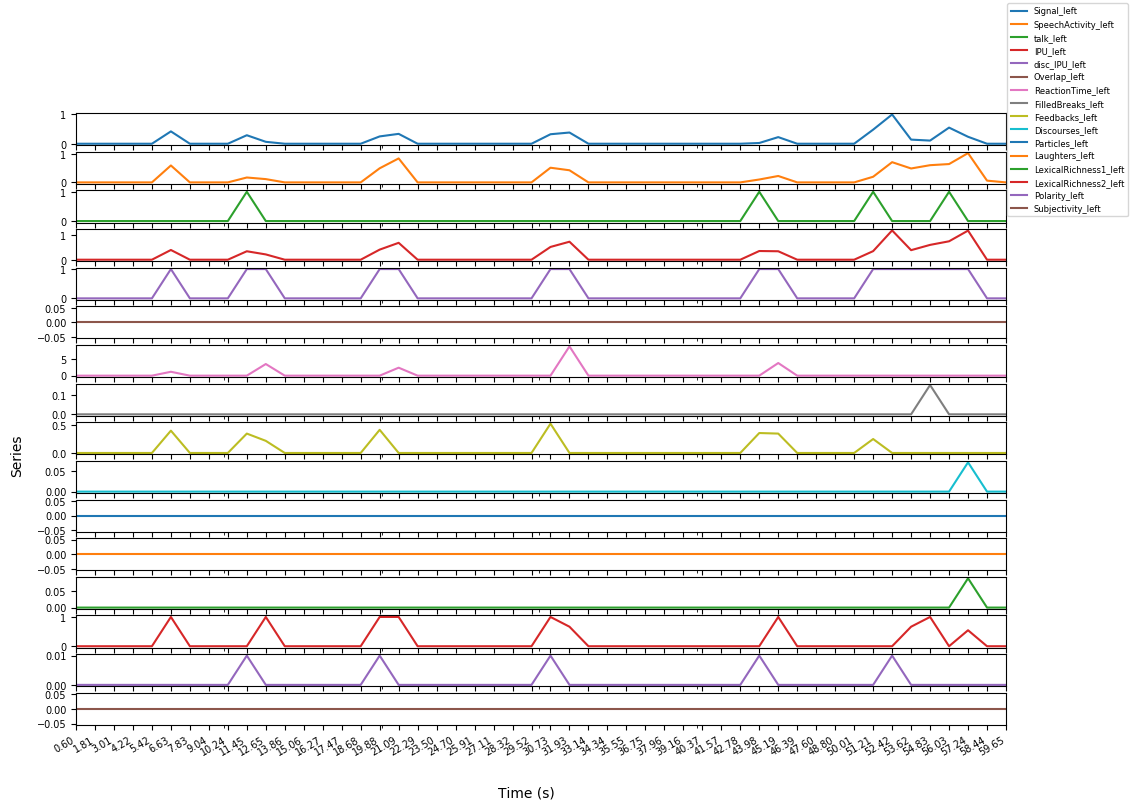 Signal_left
SpeechActivity_left
talk_left
IPU_left
disc_IPU_left
Overlap_left
ReactionTime_left
FilledBreaks_left
Feedbacks_left
Discourses_left
Particles_left
Laughters_left
LexicalRichness1_left
LexicalRichness2_left
Polarity_left
Subjectivity_left
1
0
1
0
1
0
1
0
1
0
0.05
0.00
−0.05
5
0
0.1
0.0
0.5
0.0
0.05
0.00
0.05
0.00
−0.05
0.05
0.00
−0.05
0.05
0.00
1
0
0.01
0.00
0.05
0.00
−0.05
Series
0.60 1.81 3.01 4.22 5.42 6.63 7.83 9.04 10.24 11.45 12.65 13.86 15.06 16.27 17.47 18.68 19.88 21.09 22.29 23.50 24.70 25.91 27.11 28.32 29.52 30.73 31.93 33.14 34.34 35.55 36.75 37.96 39.16 40.37 41.57 42.78 43.98 45.19 46.39 47.60 48.80 50.01 51.21 52.42 53.62 54.83 56.03 57.24 58.44 59.65
Time (s)